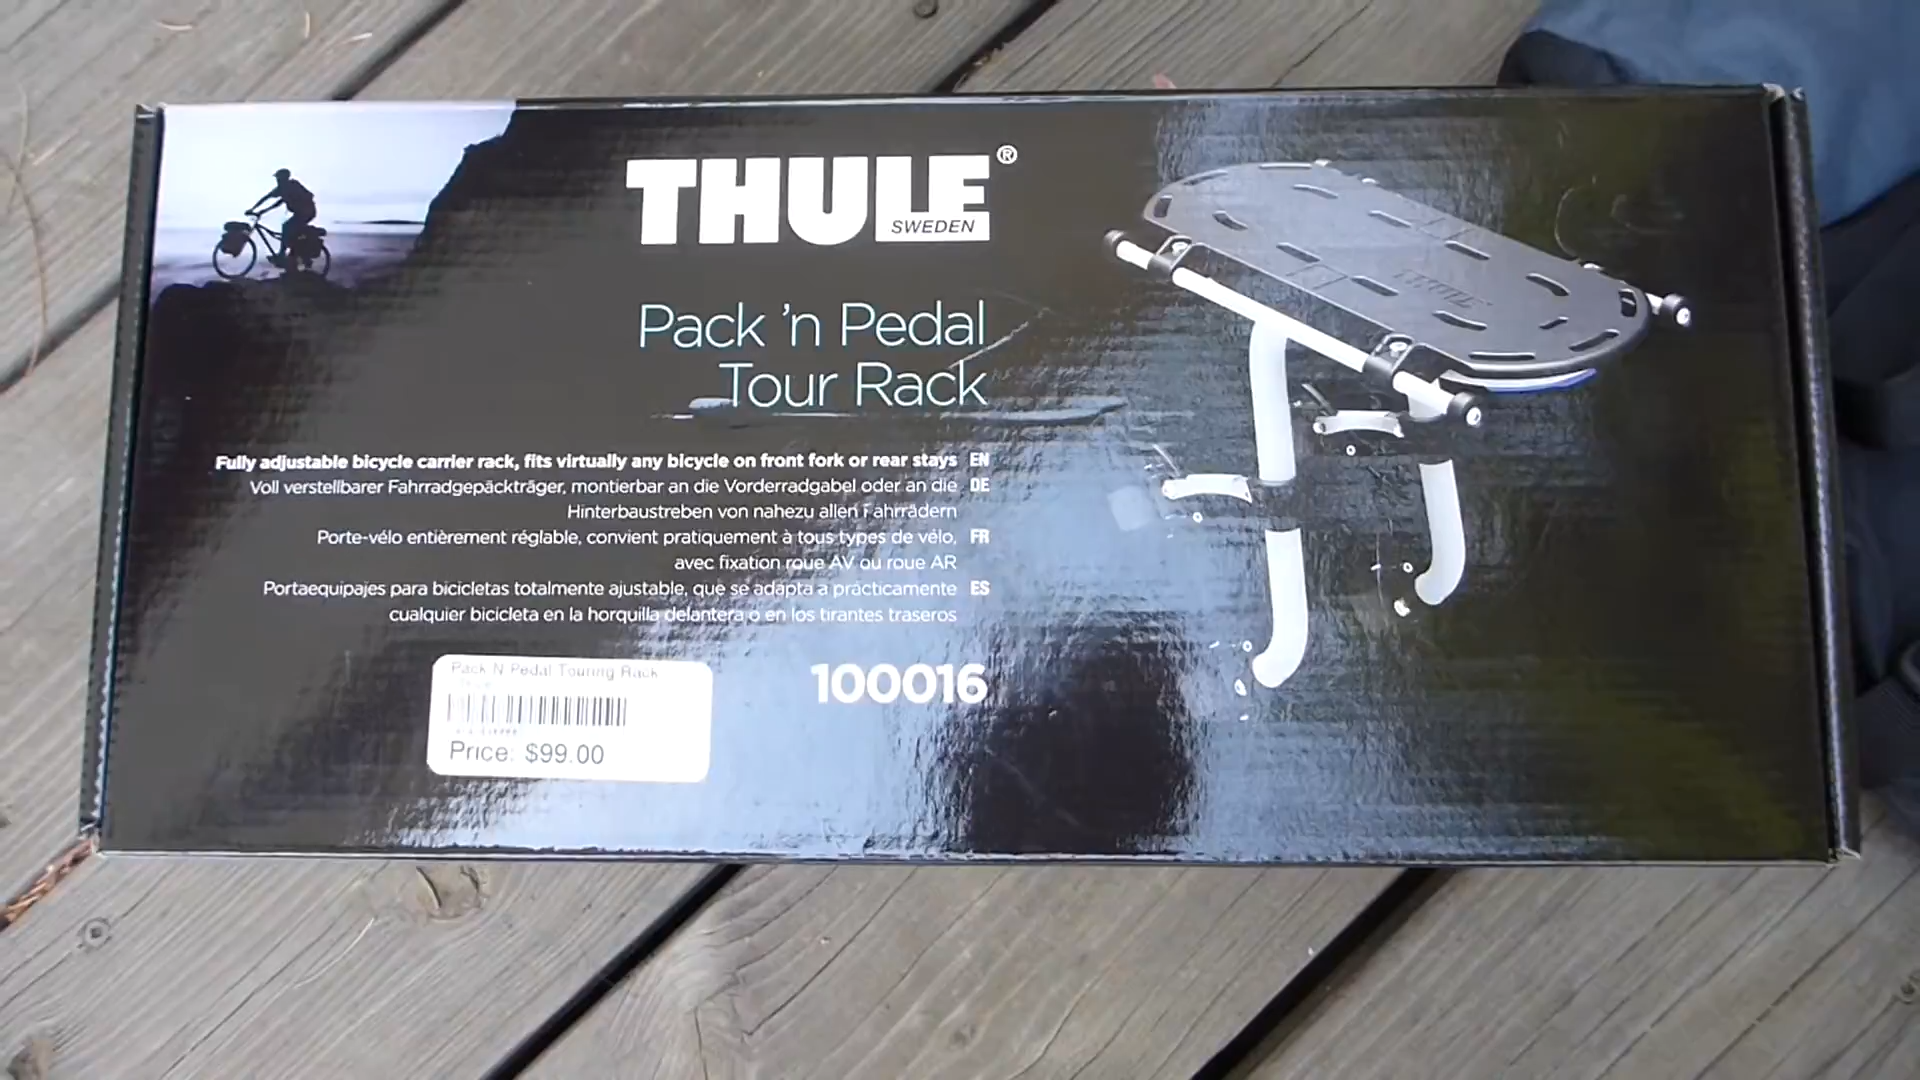 THULE®
SWEDEN
Pack 'n Pedal
Tour Rack
Fully adjustable bicycle carrier rack, fits virtually any bicycle on front fork or rear stays EN
Voll verstellbarer Fahrradgepäckträger, montierbar an die Vorderradgabel oder an die DE
Hinterbaustreben von nahezu allen Fahrrädern
Porte-vélo entièrement réglable, convient pratiquement à tous types de vélo, FR
avec fixation roue AV ou roue AR
Portaequipajes para bicicletas totalmente ajustable, que se adapta a prácticamente ES
cualquier bicicleta en la horquilla delantera o en los tirantes traseros
100016
Pack N Pedal Touring Rack
Price: $99.00
THULE